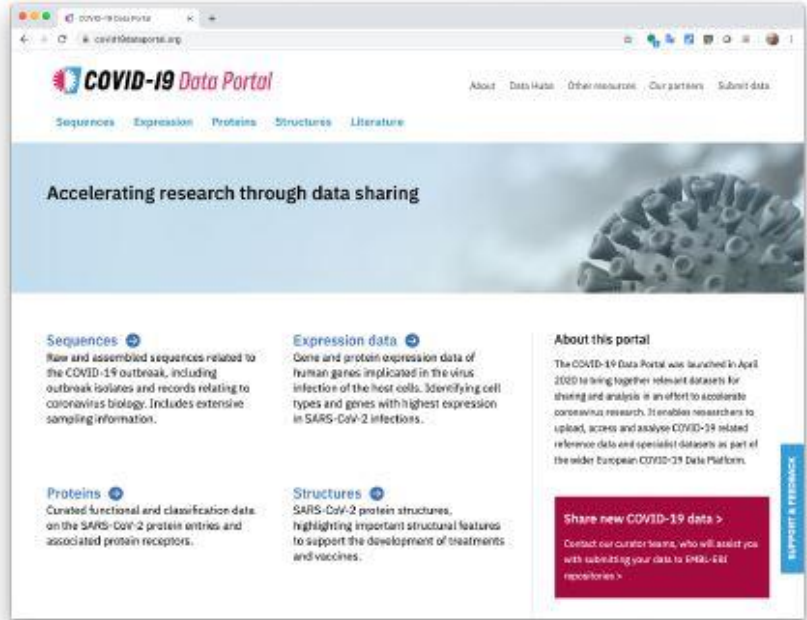 COVID-19 Data Portal
covid19dataportal.org
COVID-19 Data Portal
About Data Hubs Other resources Our partners Submit data
Sequences Expression Proteins Structures Literature
Accelerating research through data sharing
Sequences
Raw and assembled sequences related to
the COVID-19 outbreak, including
outbreak isolates and records relating to
coronavirus biology. Includes extensive
sampling information.
Expression data
Gene and protein expression data of
human genes implicated in the virus
infection of the host cells. Identifying cell
types and genes with highest expression
in SARS-CoV-2 infections.
Proteins
Curated functional and classification data
on the SARS-CoV-2 protein entries and
associated protein receptors.
Structures
SARS-CoV-2 protein structures,
highlighting important structural features
to support the development of treatments
and vaccines.
About this portal
The COVID-19 Data Portal was launched in April
2020 to bring together relevant datasets for
sharing and analysis in an effort to accelerate
coronavirus research. It enables researchers to
upload, access and analyse COVID-19 related
reference data and specialist datasets as part of
the wider European COVID-19 Data Platform.
Share new COVID-19 data >
Contact our curator teams, who will assist you
with submitting your data to EMBL-EBI
repositories >
SUPPORT & FEEDBACK